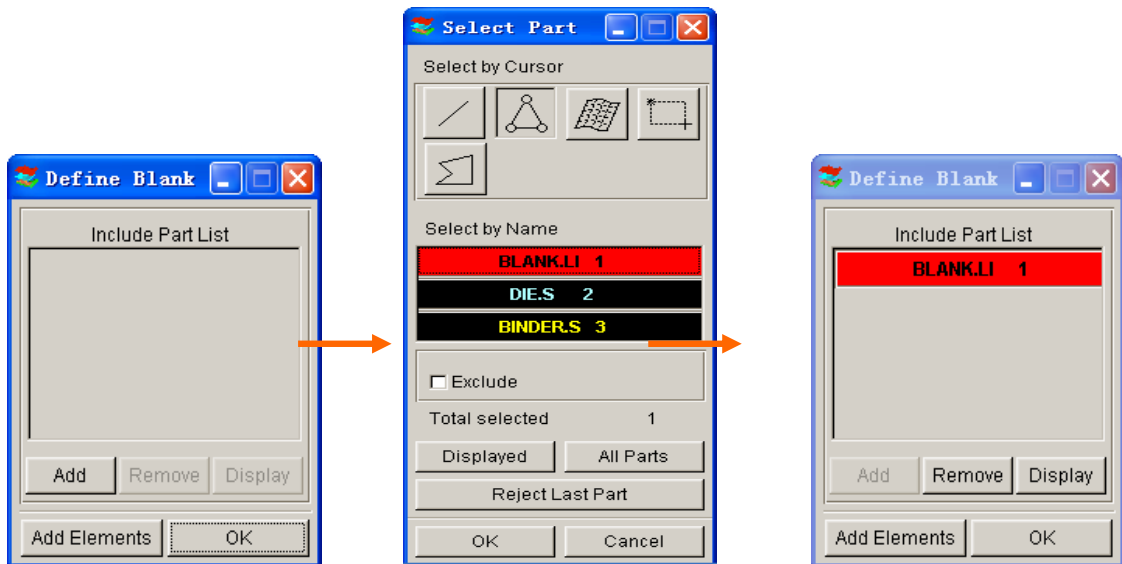 Define Blank
Include Part List
Add Remove Display
Add Elements OK
Select Part
Select by Cursor
Select by Name
BLANK.LI 1
DIE.S 2
BINDER.S 3
Exclude
Total selected 1
Displayed All Parts
Reject Last Part
OK Cancel
Define Blank
Include Part List
BLANK.LI 1
Add Remove Display
Add Elements OK